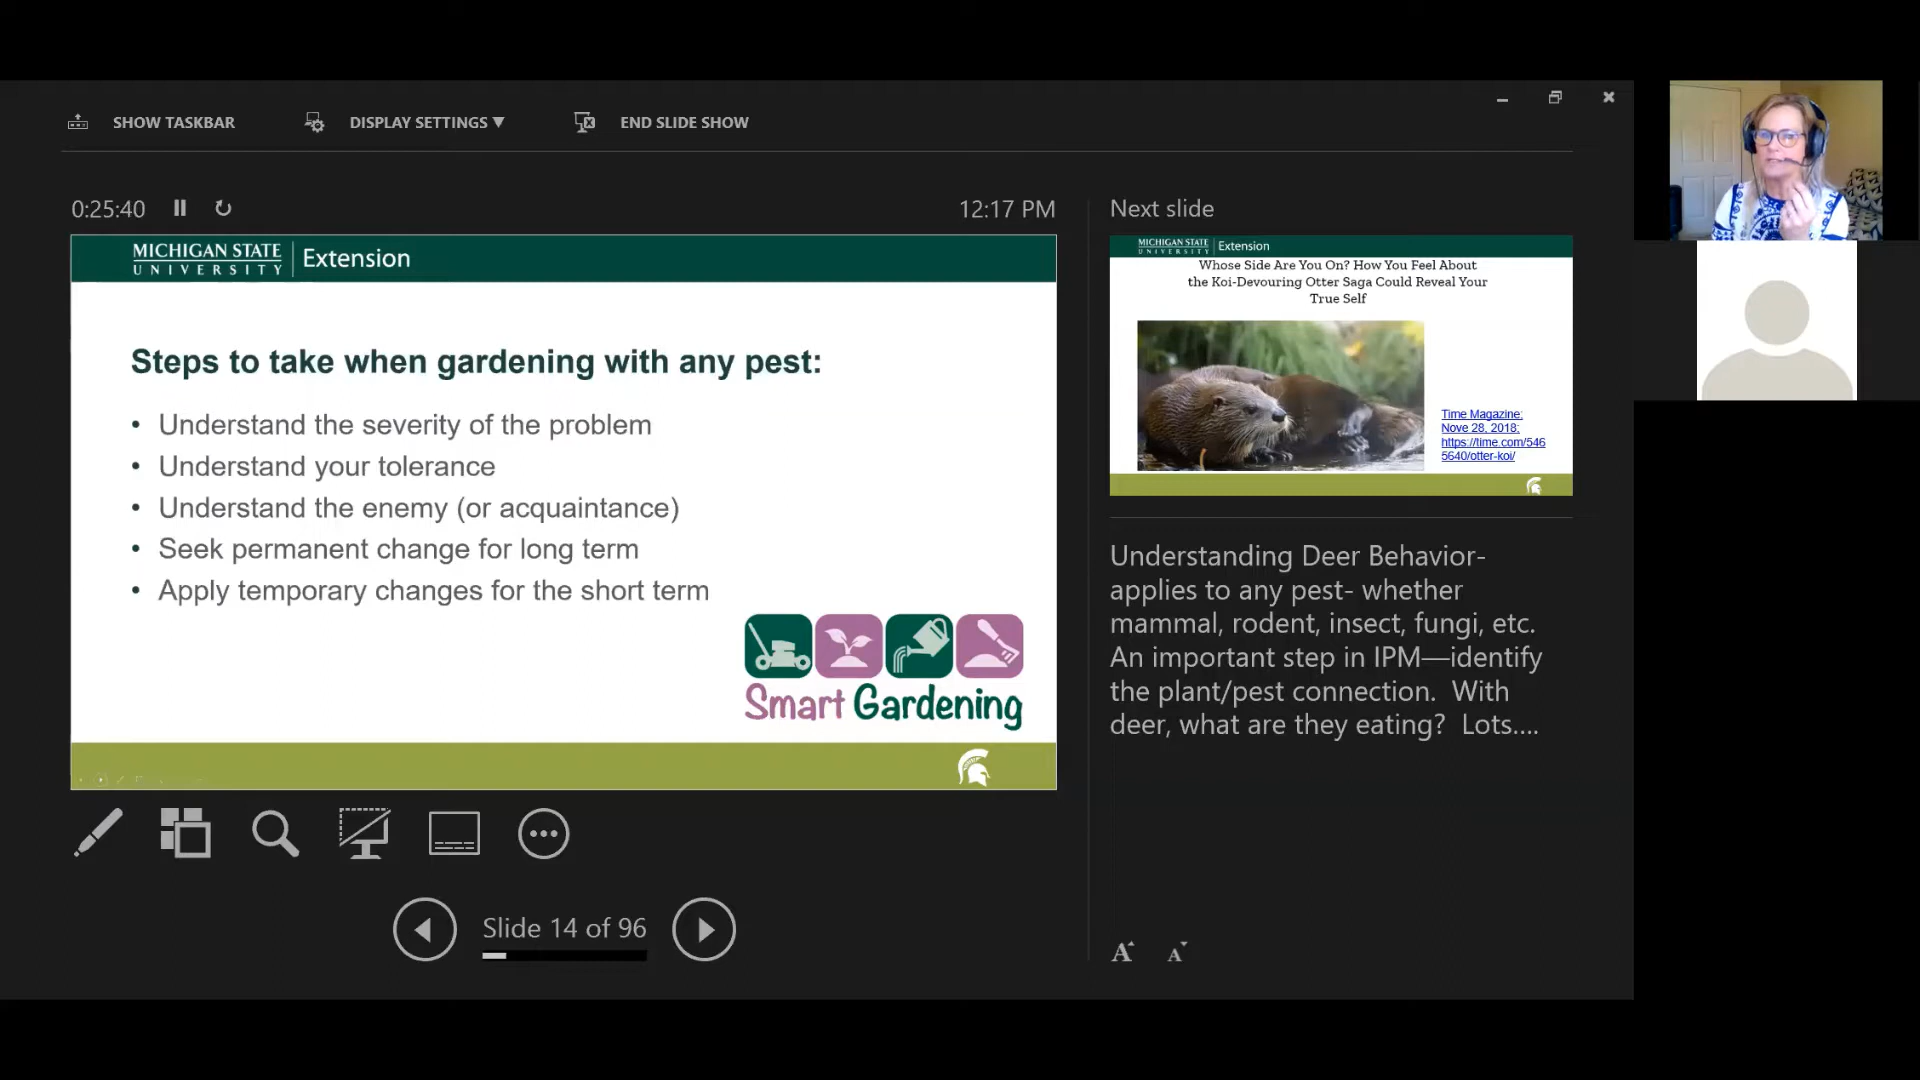 SHOW TASKBAR
DISPLAY SETTINGS ▼
END SLIDE SHOW
0:25:40
12:17 PM
MICHIGAN STATE
UNIVERSITY
Extension
Steps to take when gardening with any pest:
• Understand the severity of the problem
• Understand your tolerance
• Understand the enemy (or acquaintance)
• Seek permanent change for long term
• Apply temporary changes for the short term
Smart Gardening
Slide 14 of 96
Next slide
MICHIGAN STATE
UNIVERSITY
Extension
Whose Side Are You On? How You Feel About
the Koi-Devouring Otter Saga Could Reveal Your
True Self
Time Magazine:
Nove 28, 2018:
https://time.com/546
5640/otter-koi/
Understanding Deer Behavior-
applies to any pest- whether
mammal, rodent, insect, fungi, etc.
An important step in IPM—identify
the plant/pest connection.  With
deer, what are they eating?  Lots....
A A